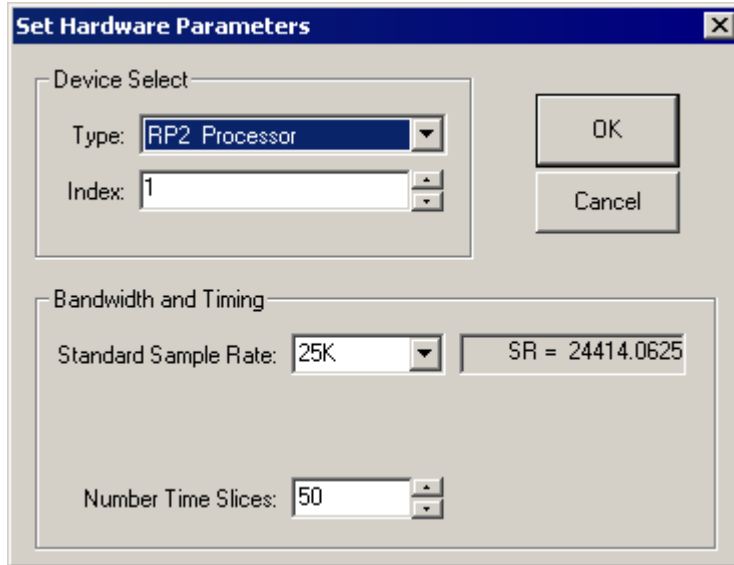 Set Hardware Parameters
Device Select
Type: RP2 Processor
Index: 1
OK
Cancel
Bandwidth and Timing
Standard Sample Rate: 25K SR = 24414.0625
Number Time Slices: 50